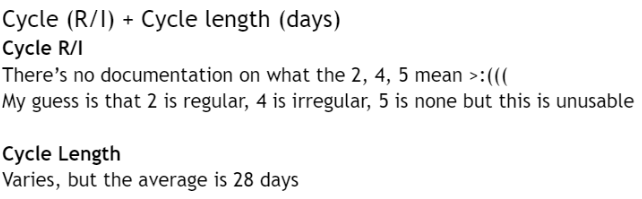 Cycle (R/I) + Cycle length (days)
Cycle R/I
There's no documentation on what the 2, 4, 5 mean >:(((
My guess is that 2 is regular, 4 is irregular, 5 is none but this is unusable
Cycle Length
Varies, but the average is 28 days